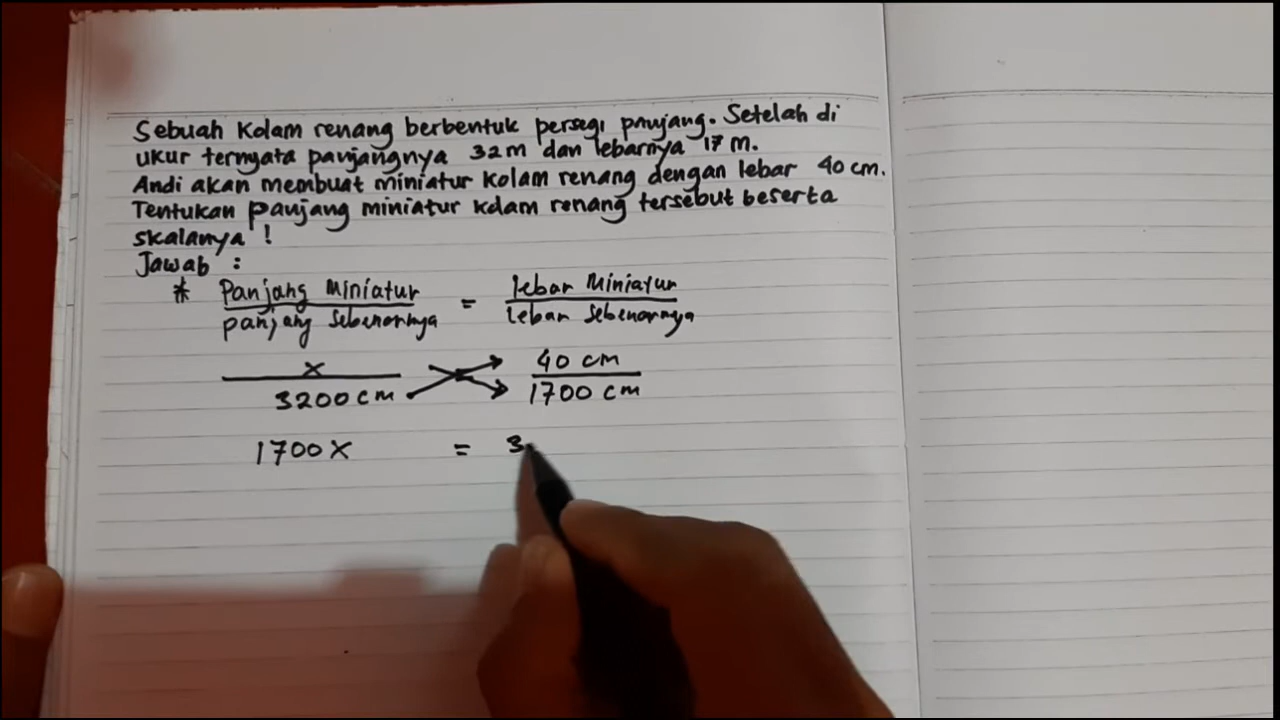 Sebuah kolam renang berbentuk persegi panjang. Setelah di
ukur ternyata panjangnya 32 m dan lebarnya 17 m.
Andi akan membuat miniatur kolam renang dengan lebar 40 cm.
Tentukan panjang miniatur kolam renang tersebut beserta
skalanya !
Jawab :
* Panjang Miniatur = lebar Miniatur
panjang sebenarnya lebar sebenarnya
x 40 cm
3200 cm 1700 cm
1700 x = 3